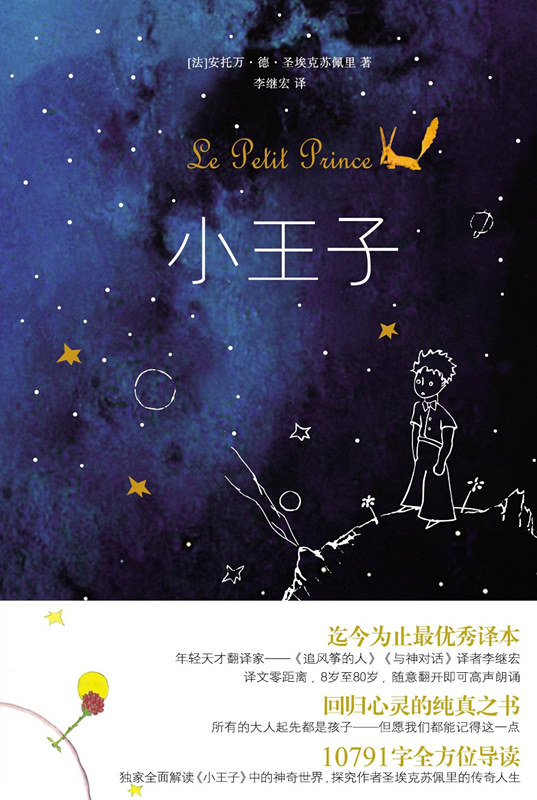 [法]安托万·德·圣埃克苏佩里 著
李继宏 译
Le Petit Prince
小王子
迄今为止最优秀译本
年轻天才翻译家——《追风筝的人》《与神对话》译者李继宏
译文零距离，8岁至80岁，随意翻开即可高声朗诵
回归心灵的纯真之书
所有的大人起先都是孩子——但愿我们都能记得这一点
10791字全方位导读
独家全面解读《小王子》中的神奇世界，探究作者圣埃克苏佩里的传奇人生